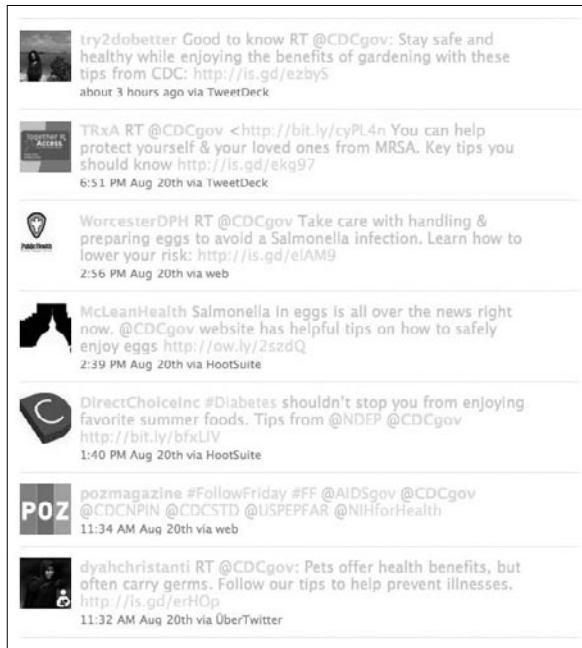 try2dobetter Good to know RT @CDCgov: Stay safe and
healthy while enjoying the benefits of gardening with these
tips from CDC: http://is.gd/ezbyS
about 3 hours ago via TweetDeck
together Rx
Access
TRxA RT @CDCgov <http://bit.ly/cyPL4n You can help
protect yourself & your loved ones from MRSA. Key tips you
should know http://is.gd/ekg97
6:51 PM Aug 20th via TweetDeck
Public Health
WorcesterDPH RT @CDCgov Take care with handling &
preparing eggs to avoid a Salmonella infection. Learn how to
lower your risk: http://is.gd/elAM9
2:56 PM Aug 20th via web
McLeanHealth Salmonella in eggs is all over the news right
now. @CDCgov website has helpful tips on how to safely
enjoy eggs http://ow.ly/2szdQ
2:39 PM Aug 20th via HootSuite
C
DirectChoiceInc #Diabetes shouldn't stop you from enjoying
favorite summer foods. Tips from @NDEP @CDCgov
http://bit.ly/bfxLIV
1:40 PM Aug 20th via HootSuite
POZ
pozmagazine #FollowFriday #FF @AIDSgov @CDCgov
@CDCNPIN @CDCSTD @USPEPFAR @NIHforHealth
11:34 AM Aug 20th via web
dyahchristanti RT @CDCgov: Pets offer health benefits, but
often carry germs. Follow our tips to help prevent illnesses.
http://is.gd/erHOp
11:32 AM Aug 20th via ÜberTwitter